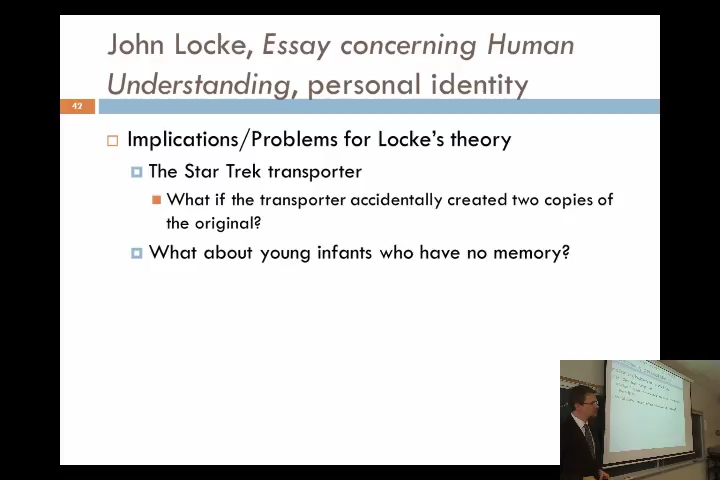 John Locke, Essay concerning Human
Understanding, personal identity
42
Implications/Problems for Locke's theory
The Star Trek transporter
What if the transporter accidentally created two copies of
the original?
What about young infants who have no memory?